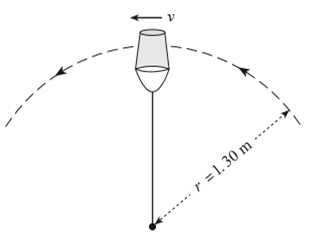 v
r = 1.30 m